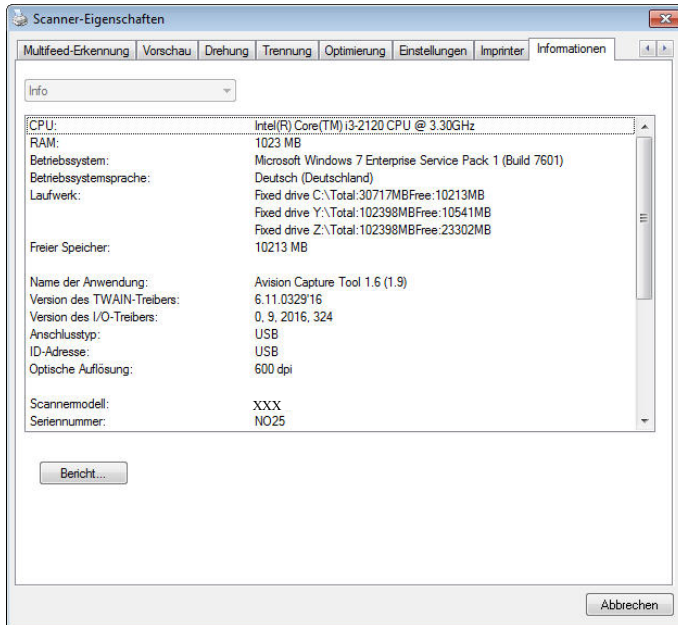 Scanner-Eigenschaften
Multifeed-Erkennung Vorschau Drehung Trennung Optimierung Einstellungen Imprinter Informationen
Info
CPU: Intel(R) Core(TM) i3-2120 CPU @ 3.30GHz
RAM: 1023 MB
Betriebssystem: Microsoft Windows 7 Enterprise Service Pack 1 (Build 7601)
Betriebssystemsprache: Deutsch (Deutschland)
Laufwerk: Fixed drive C:\Total:30717MBFree:10213MB
Fixed drive Y:\Total:102398MBFree:10541MB
Fixed drive Z:\Total:102398MBFree:23302MB
Freier Speicher: 10213 MB
Name der Anwendung: Avision Capture Tool 1.6 (1.9)
Version des TWAIN-Treibers: 6.11.0329'16
Version des I/O-Treibers: 0, 9, 2016, 324
Anschlusstyp: USB
ID-Adresse: USB
Optische Auflösung: 600 dpi
Scannermodell: XXX
Seriennummer: NO25
Bericht...
Abbrechen